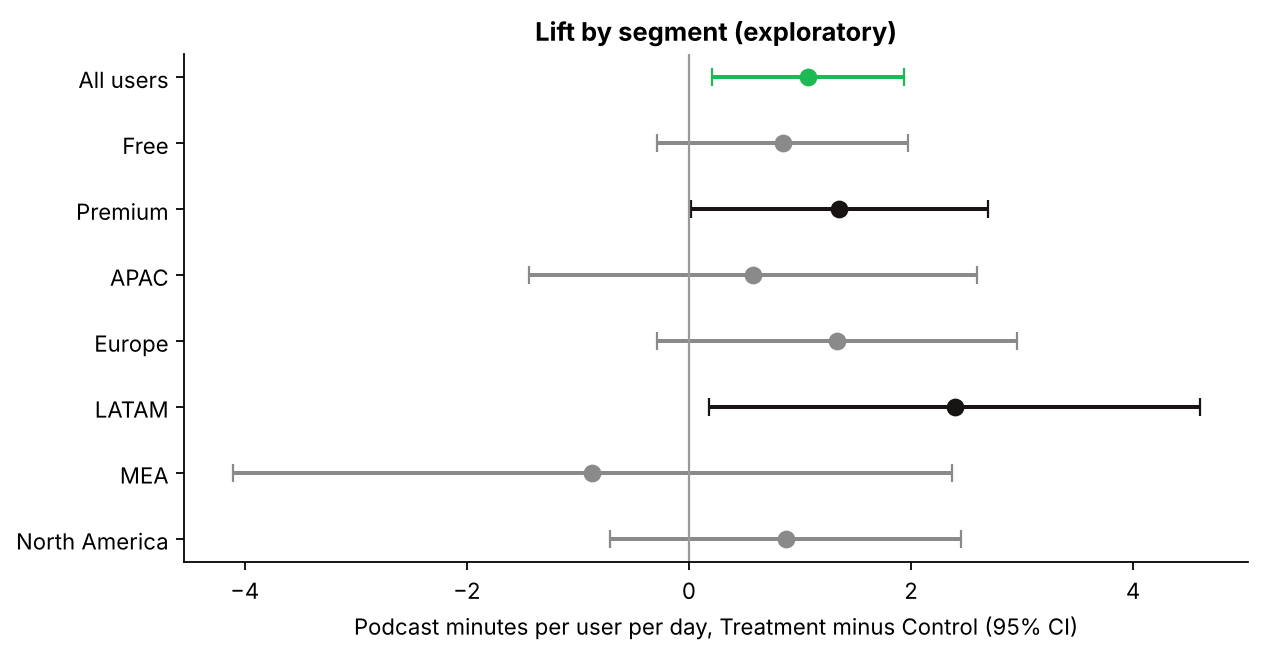 Lift by segment (exploratory)
All users
Free
Premium
APAC
Europe
LATAM
MEA
North America
−4 −2 0 2 4
Podcast minutes per user per day, Treatment minus Control (95% CI)